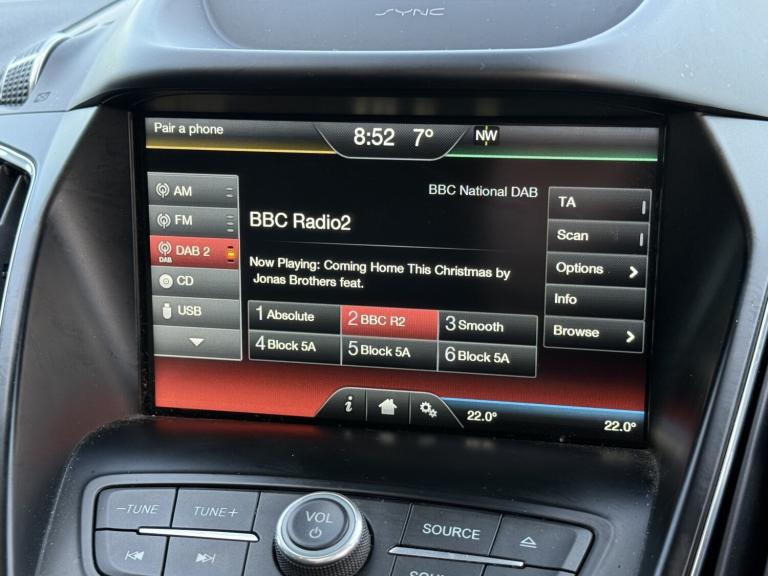 SYNC
Pair a phone
8:52 7°
NW
AM
FM
DAB
DAB 2
CD
USB
BBC National DAB
BBC Radio2
Now Playing: Coming Home This Christmas by
Jonas Brothers feat.
1 Absolute
2 BBC R2
3 Smooth
4 Block 5A
5 Block 5A
6 Block 5A
TA
Scan
Options
Info
Browse
i
22.0°
22.0°
−TUNE
TUNE+
VOL
SOURCE